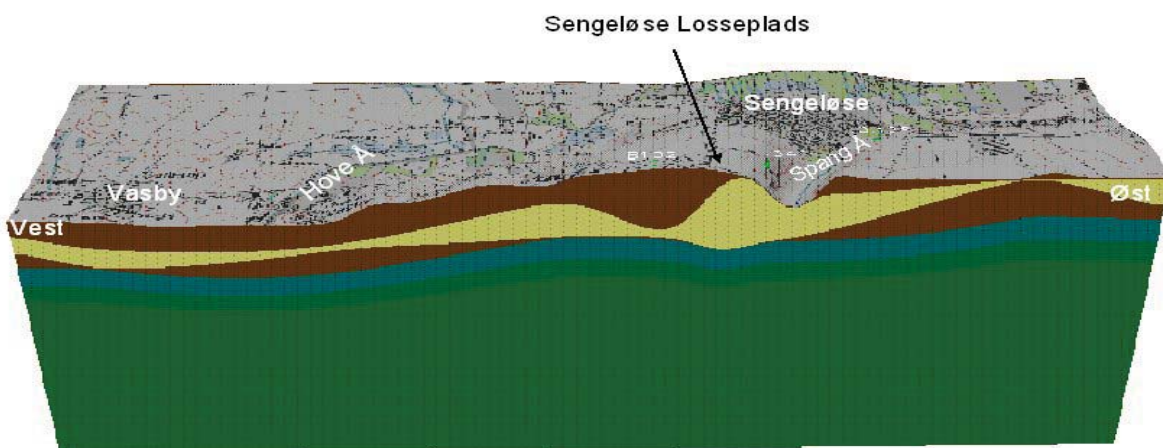 Sengeløse Losseplads
Sengeløse
Spang Å
Hove Å
Vasby
Vest
Øst